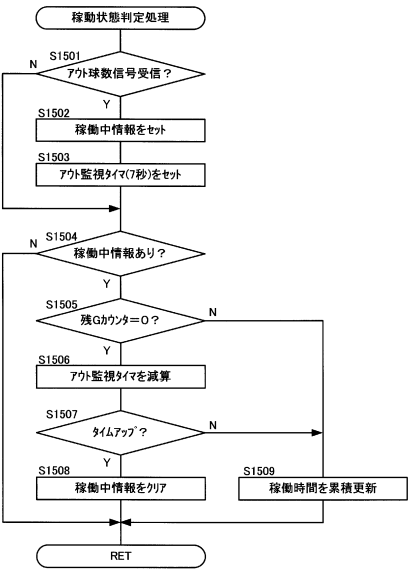 稼動状態判定処理
S1501
N
アウト球数信号受信？
Y
S1502
稼働中情報をセット
S1503
アウト監視タイマ(7秒)をセット
S1504
N
稼働中情報あり？
Y
S1505
N
残Gカウンタ＝0？
Y
S1506
アウト監視タイマを減算
S1507
N
タイムアップ？
Y
S1508
稼働中情報をクリア
S1509
稼働時間を累積更新
RET